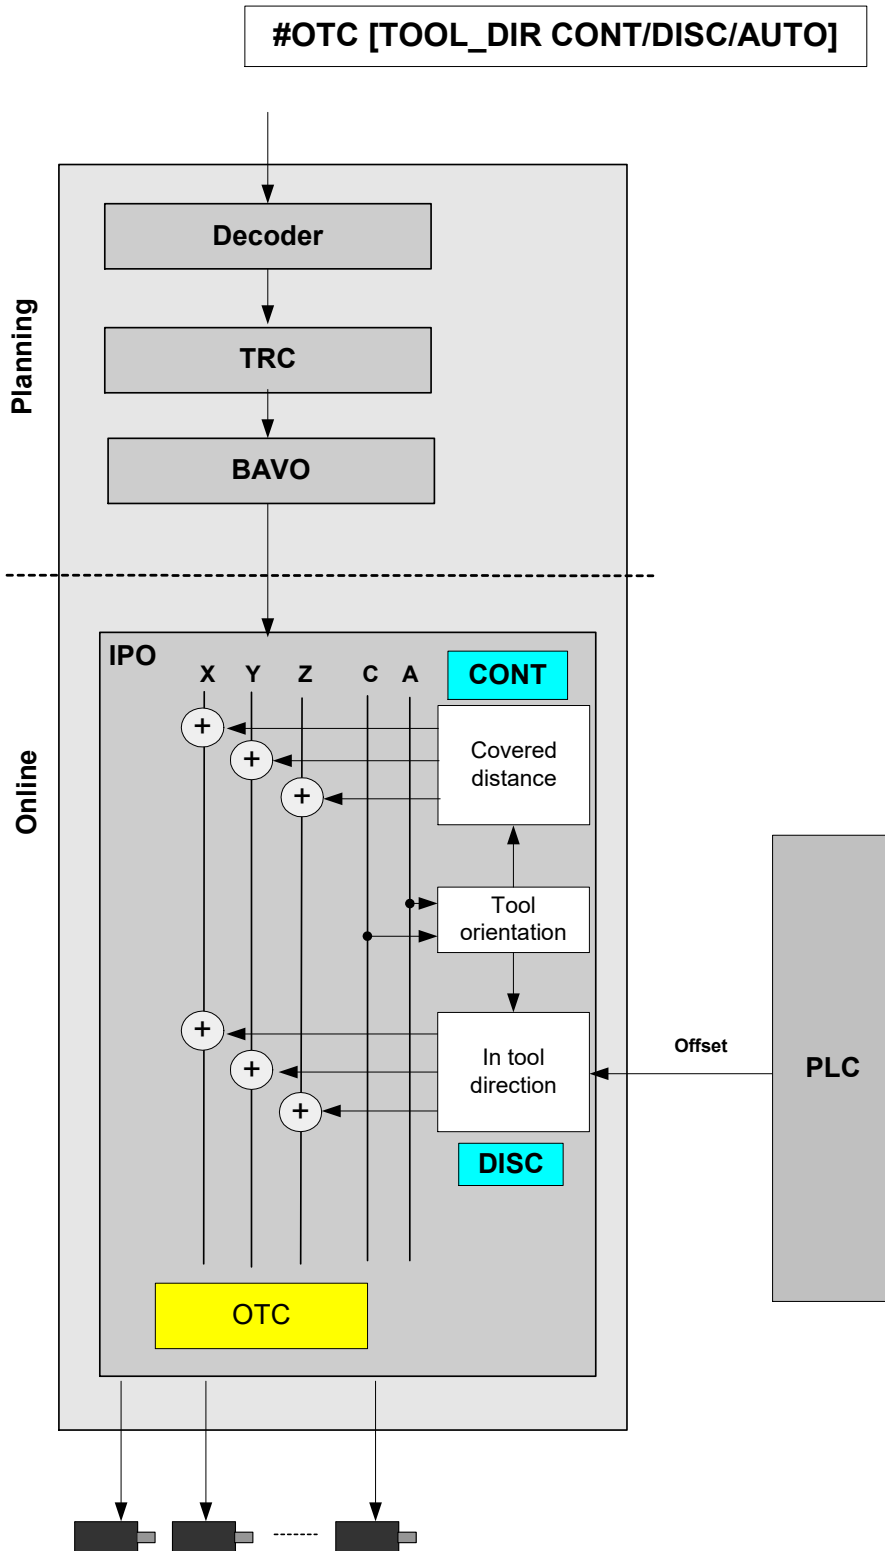 #OTC [TOOL_DIR CONT/DISC/AUTO]
Planning
Decoder
TRC
BAVO
Online
IPO
X Y Z C A
CONT
+
+
+
Covered
distance
Tool
orientation
+
+
+
In tool
direction
Offset
PLC
DISC
OTC